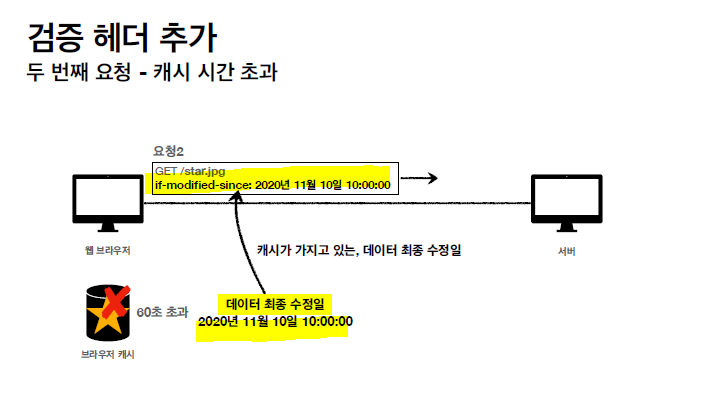 검증 헤더 추가
두 번째 요청 - 캐시 시간 초과
요청2
GET /star.jpg
if-modified-since: 2020년 11월 10일 10:00:00
웹 브라우저
서버
캐시가 가지고 있는, 데이터 최종 수정일
데이터 최종 수정일
2020년 11월 10일 10:00:00
60초 초과
브라우저 캐시